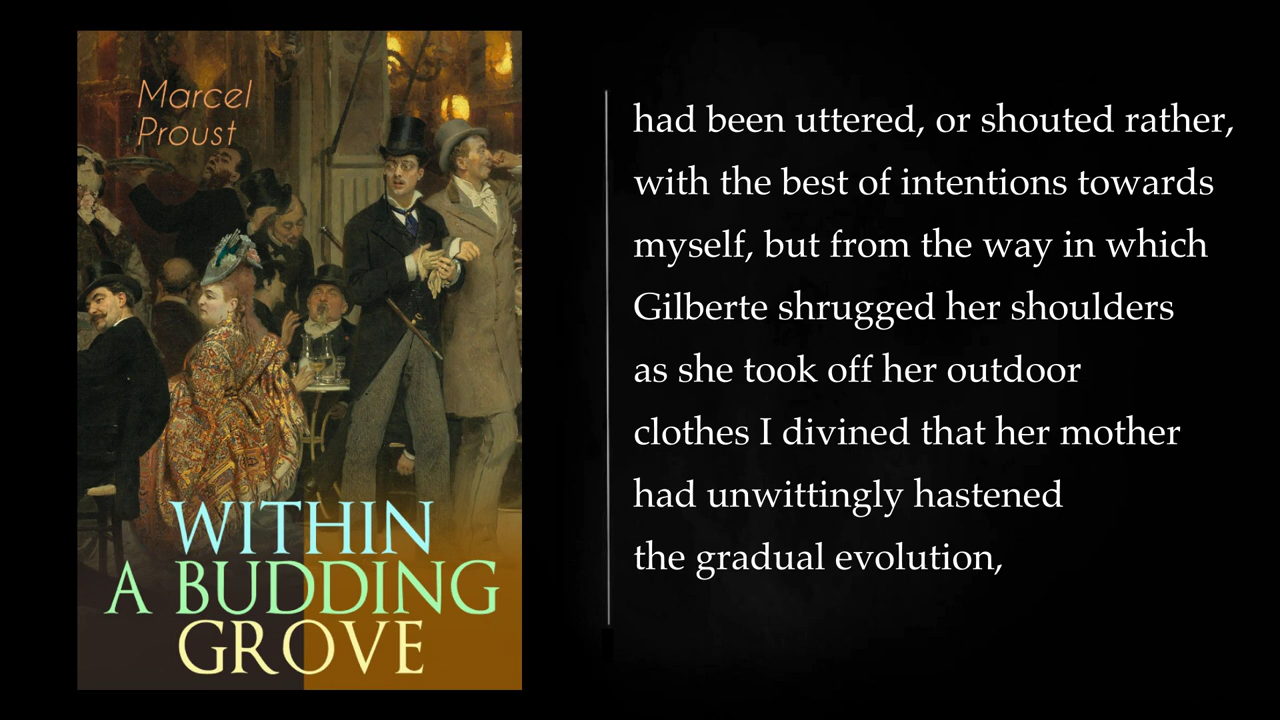 Marcel
Proust
WITHIN
A BUDDING
GROVE
had been uttered, or shouted rather,
with the best of intentions towards
myself, but from the way in which
Gilberte shrugged her shoulders
as she took off her outdoor
clothes I divined that her mother
had unwittingly hastened
the gradual evolution,